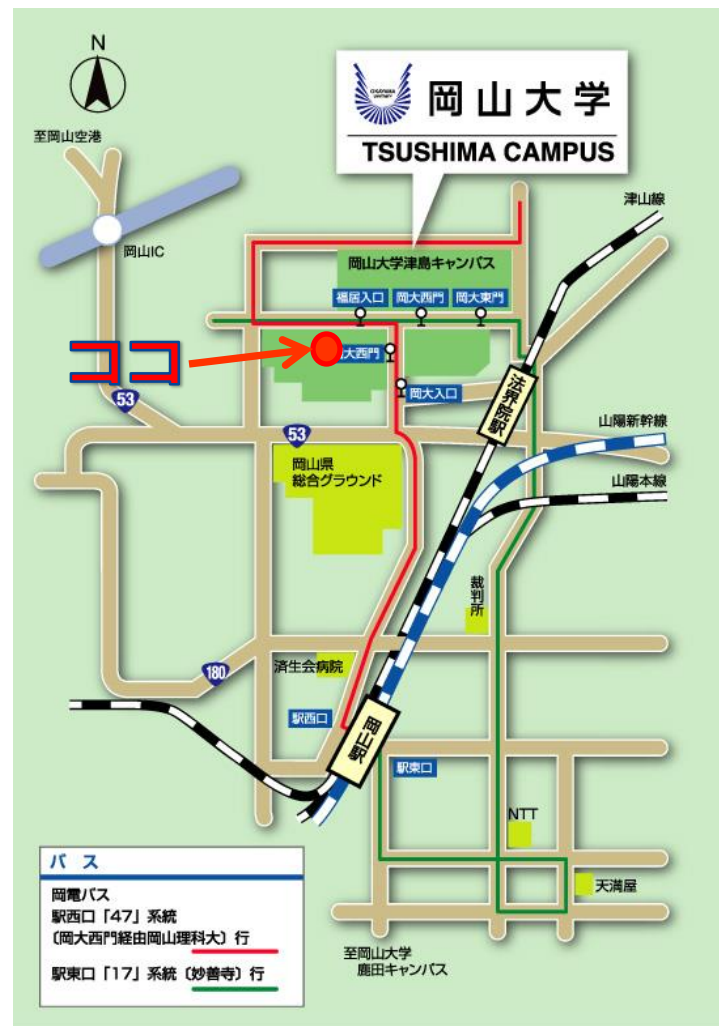 N
岡山大学
TSUSHIMA CAMPUS
至岡山空港
津山線
岡山IC
岡山大学津島キャンパス
福居入口
岡大西門
岡大東門
ココ
大西門
岡大入口
53
53
法界院駅
山陽新幹線
岡山県
総合グラウンド
山陽本線
裁判所
済生会病院
180
駅西口
岡山駅
駅東口
NTT
天満屋
至岡山大学
鹿田キャンパス
バス
岡電バス
駅西口「47」系統
〔岡大西門経由岡山理科大〕行
駅東口「17」系統〔妙善寺〕行